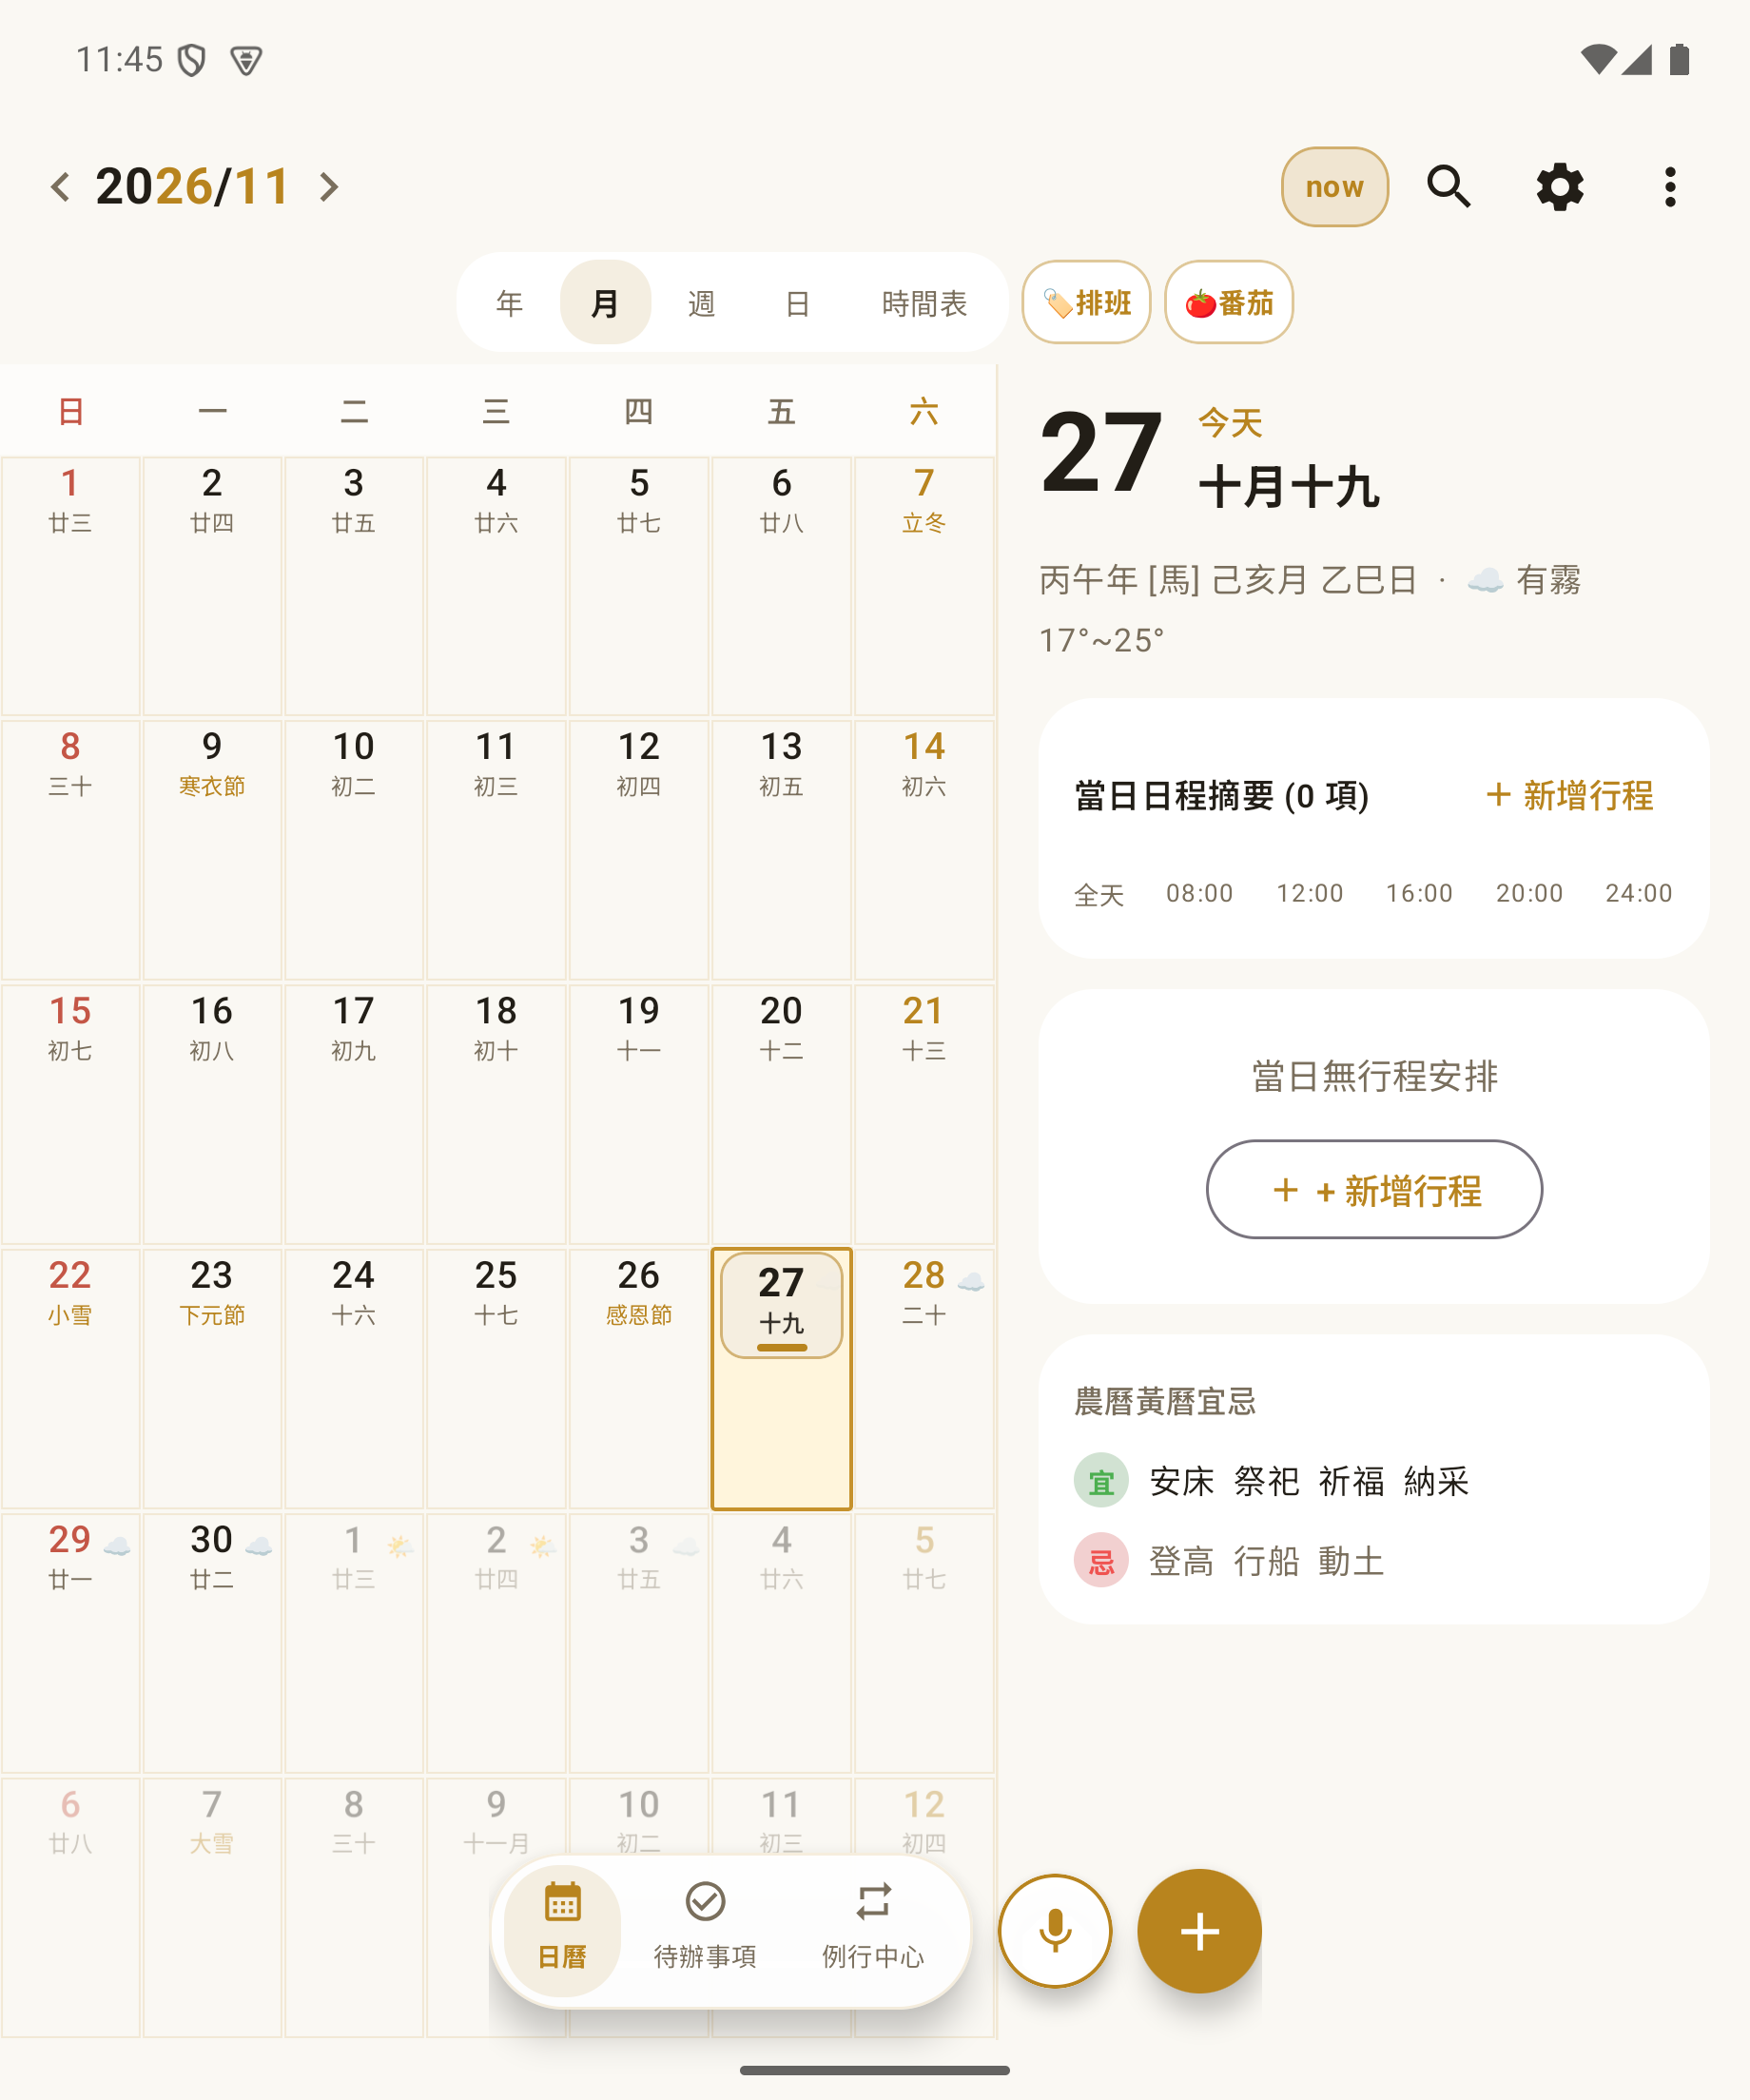 11:45
2026/11
now
年 月 週 日 時間表 🏷️排班 🍅番茄
日 一 二 三 四 五 六
1 2 3 4 5 6 7
廿三 廿四 廿五 廿六 廿七 廿八 立冬
8 9 10 11 12 13 14
三十 寒衣節 初二 初三 初四 初五 初六
15 16 17 18 19 20 21
初七 初八 初九 初十 十一 十二 十三
22 23 24 25 26 27 28
小雪 下元節 十六 十七 感恩節 十九 二十
29 30 1 2 3 4 5
廿一 廿二 廿三 廿四 廿五 廿六 廿七
6 7 8 9 10 11 12
廿八 大雪 三十 十一月 初二 初三 初四
27 今天
十月十九
丙午年 [馬] 己亥月 乙巳日 · ☁️ 有霧
17°~25°
當日日程摘要 (0 項) + 新增行程
全天 08:00 12:00 16:00 20:00 24:00
當日無行程安排
+ + 新增行程
農曆黃曆宜忌
宜 安床 祭祀 祈福 納采
忌 登高 行船 動土
日曆 待辦事項 例行中心